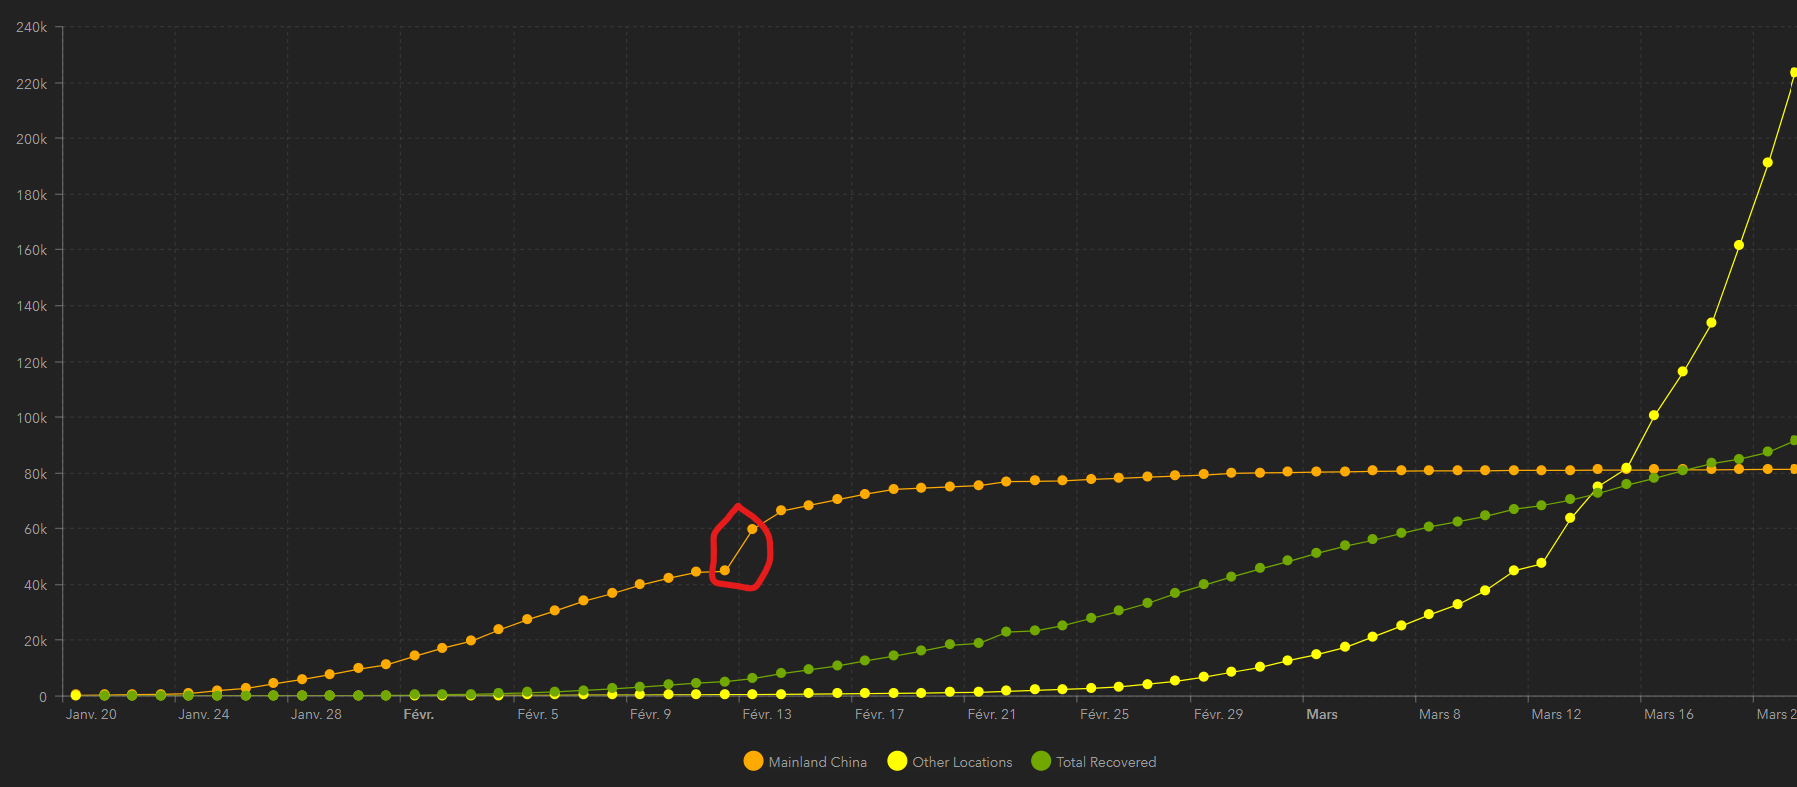 240k
220k
200k
180k
160k
140k
120k
100k
80k
60k
40k
20k
0
Janv. 20 Janv. 24 Janv. 28 Févr. Févr. 5 Févr. 9 Févr. 13 Févr. 17 Févr. 21 Févr. 25 Févr. 29 Mars Mars 8 Mars 12 Mars 16 Mars 2
Mainland China Other Locations Total Recovered